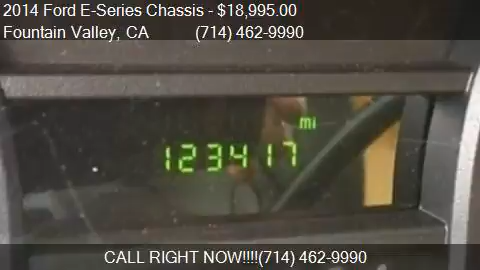 2014 Ford E-Series Chassis - $18,995.00
Fountain Valley, CA (714) 462-9990
mi
123417
CALL RIGHT NOW!!!!(714) 462-9990